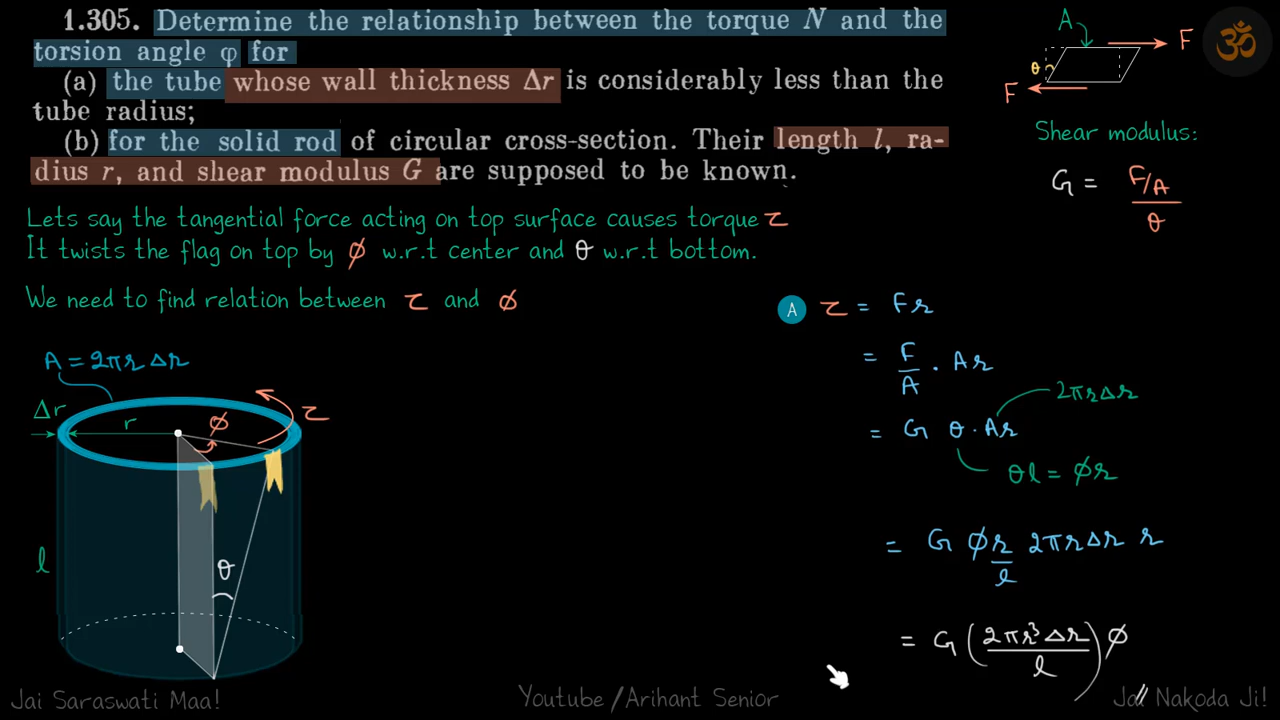 1.305. Determine the relationship between the torque N and the
torsion angle φ for
(a) the tube whose wall thickness Δr is considerably less than the
tube radius;
(b) for the solid rod of circular cross-section. Their length l, ra-
dius r, and shear modulus G are supposed to be known.
A
F
θ
F
ॐ
Shear modulus:
G = F/A / θ
Lets say the tangential force acting on top surface causes torque τ
It twists the flag on top by ϕ w.r.t center and θ w.r.t bottom.
We need to find relation between τ and ϕ
A = 2πr Δr
Δr
r
ϕ
τ
l
θ
A τ = Fr
= F/A · Ar
2πrΔr
= G θ · Ar
θl = ϕr
= G ϕr/l 2πrΔr r
= G (2πr³Δr / l) ϕ
Jai Saraswati Maa!
Youtube /Arihant Senior
Jai Nakoda Ji!